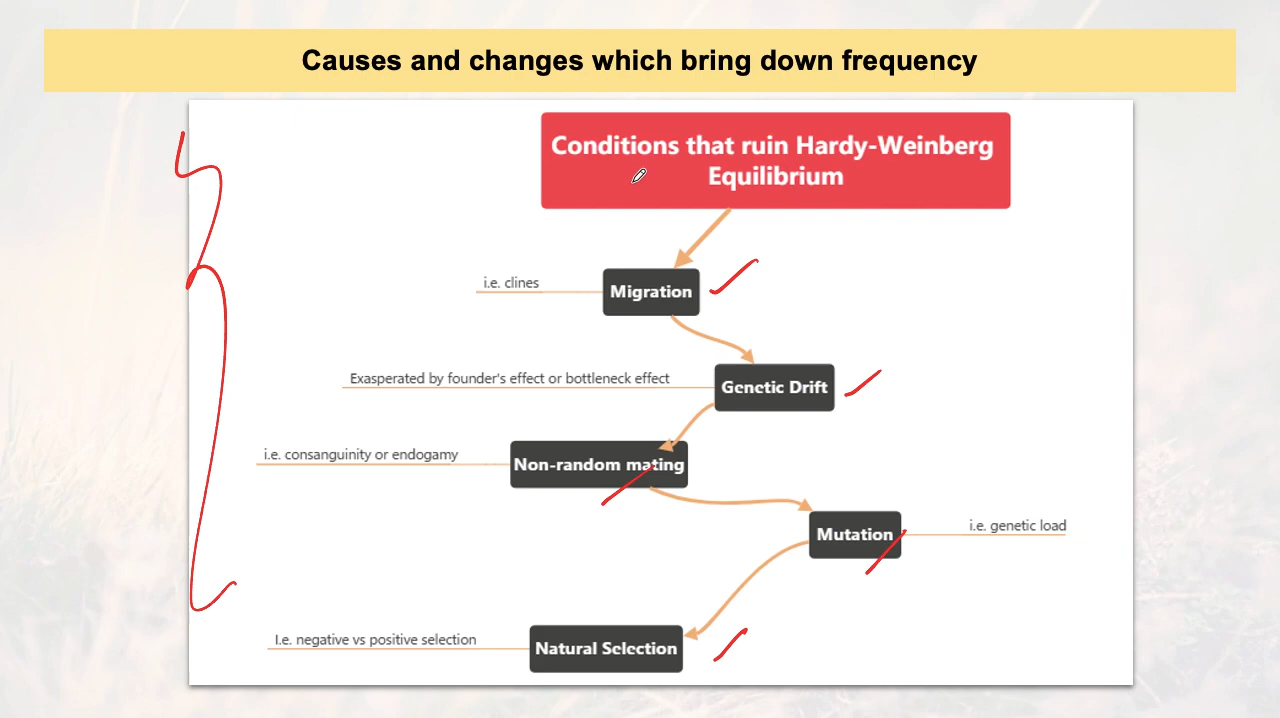 Causes and changes which bring down frequency
Conditions that ruin Hardy-Weinberg
Equilibrium
i.e. clines
Migration
Exasperated by founder's effect or bottleneck effect
Genetic Drift
i.e. consanguinity or endogamy
Non-random mating
Mutation
i.e. genetic load
I.e. negative vs positive selection
Natural Selection